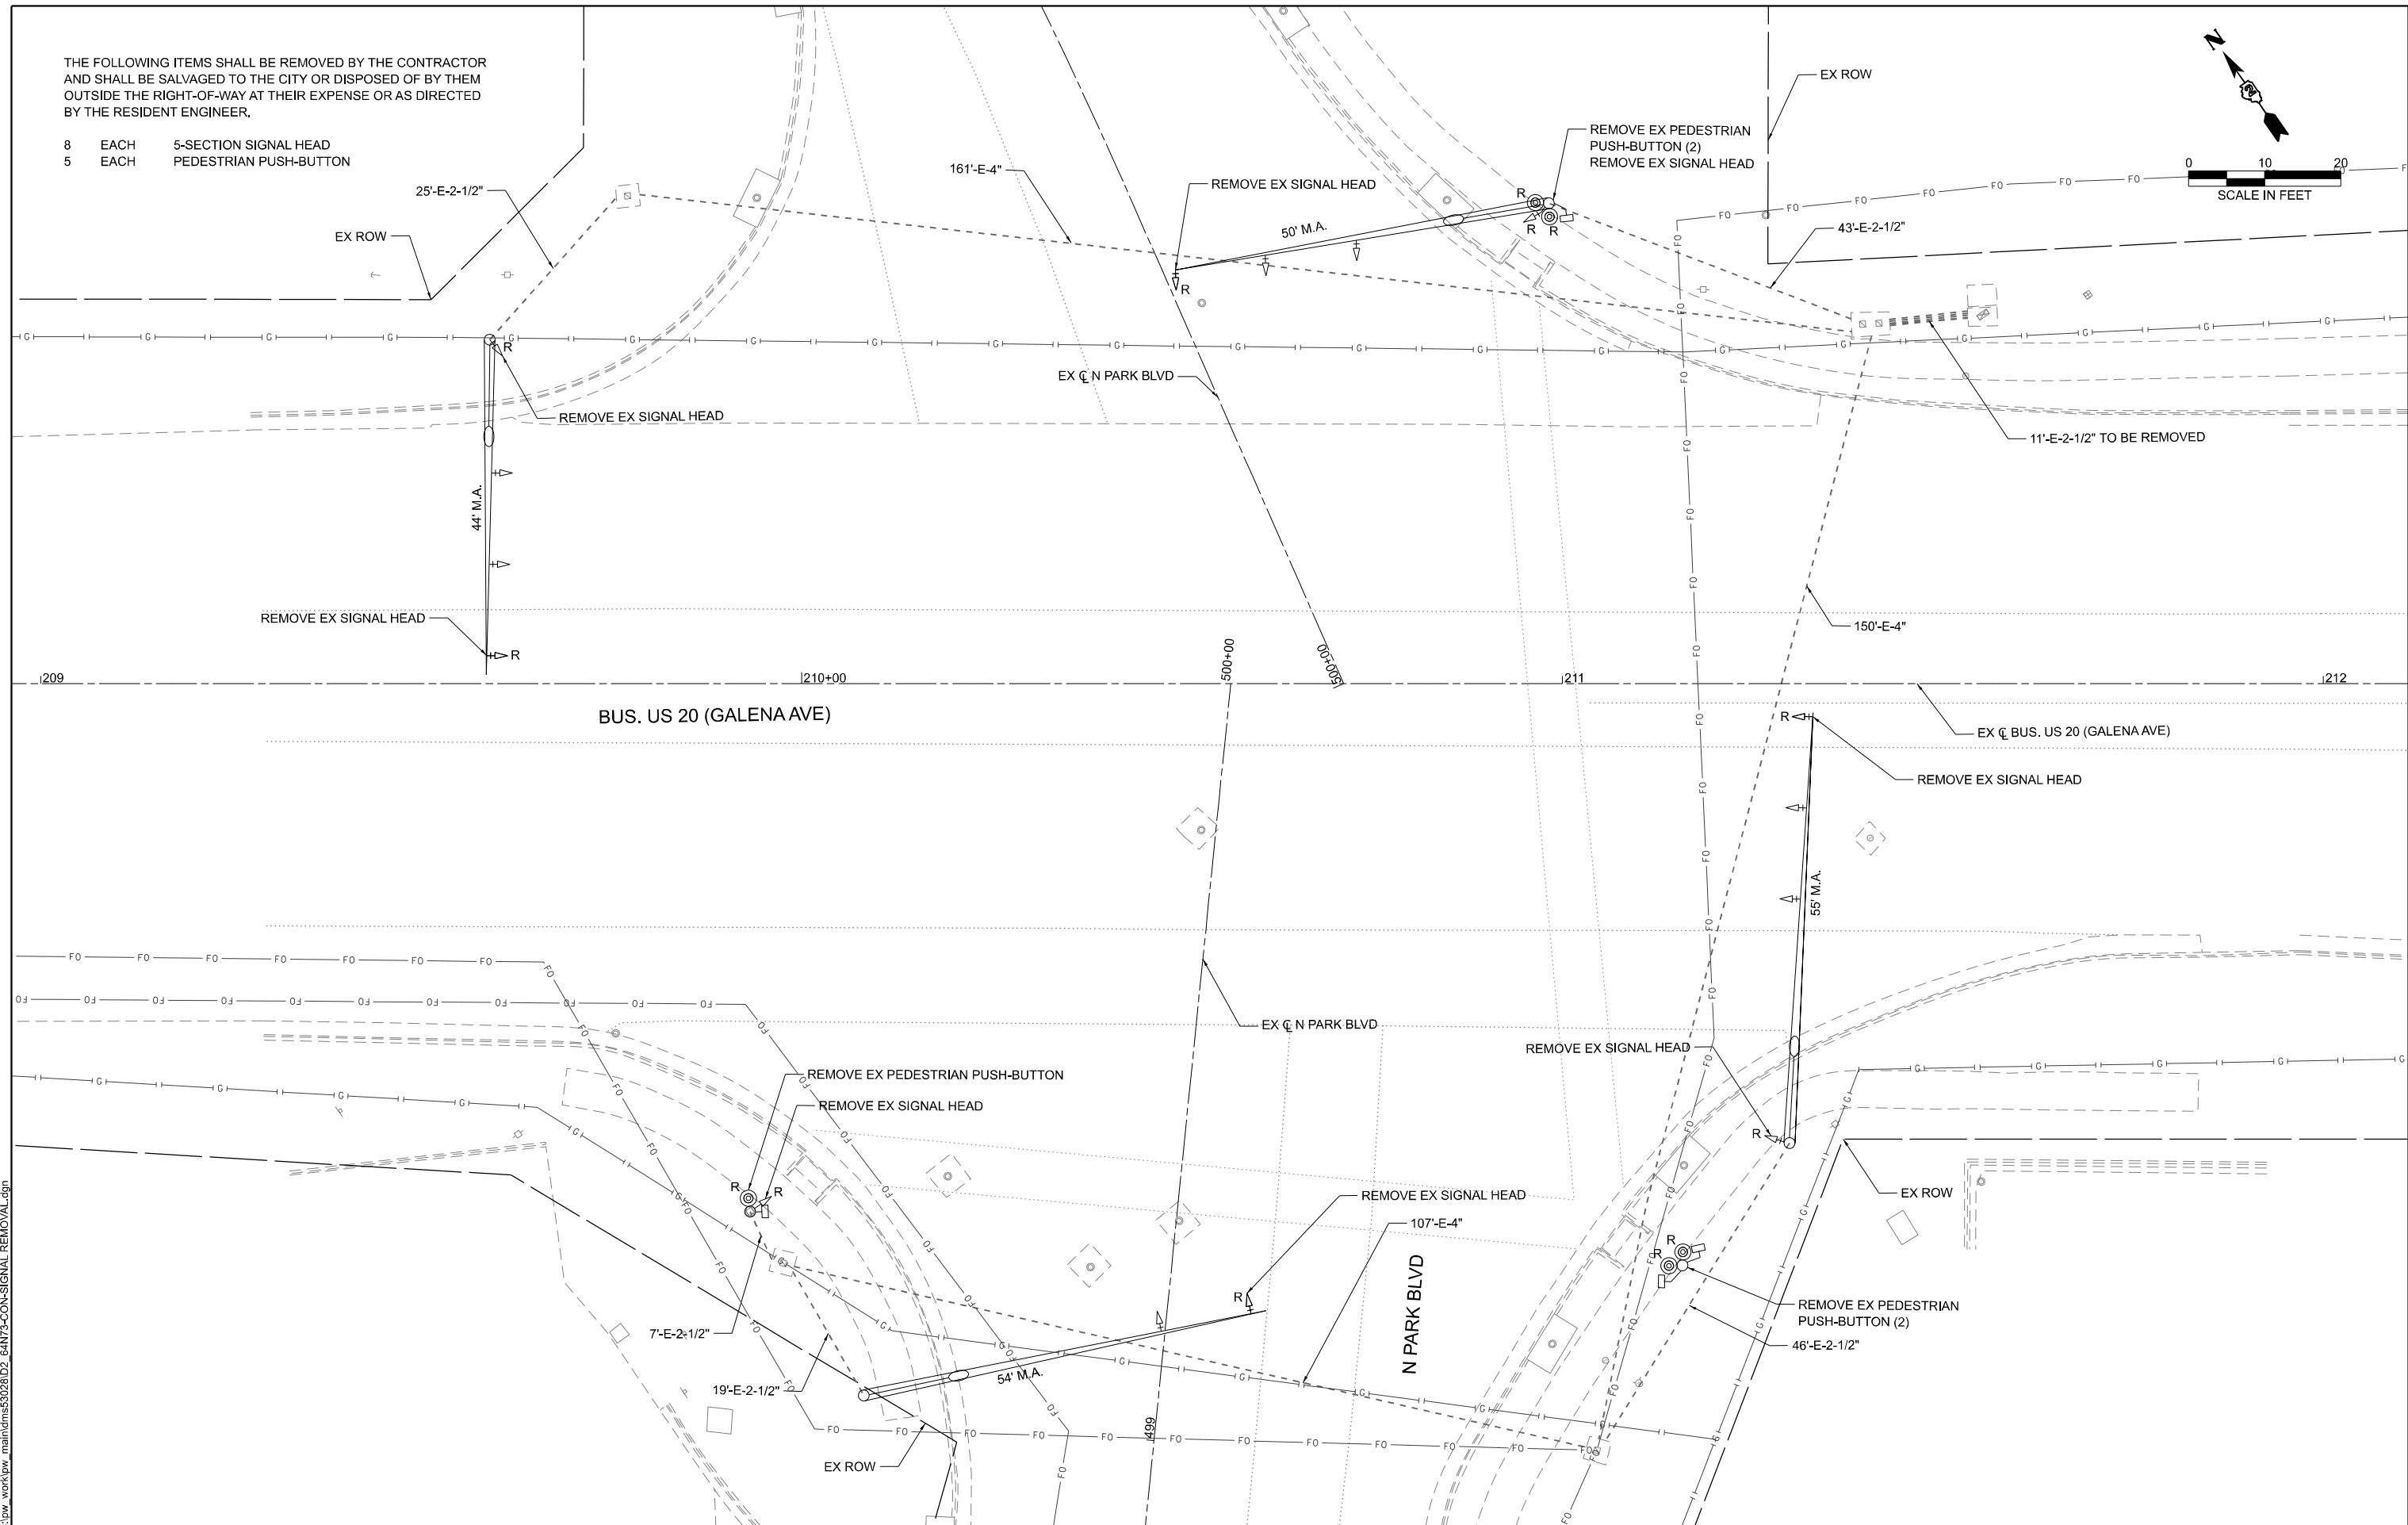 THE FOLLOWING ITEMS SHALL BE REMOVED BY THE CONTRACTOR
AND SHALL BE SALVAGED TO THE CITY OR DISPOSED OF BY THEM
OUTSIDE THE RIGHT-OF-WAY AT THEIR EXPENSE OR AS DIRECTED
BY THE RESIDENT ENGINEER.
8 EACH 5-SECTION SIGNAL HEAD
5 EACH PEDESTRIAN PUSH-BUTTON
N
2
0 10 20
SCALE IN FEET
EX ROW
REMOVE EX PEDESTRIAN
PUSH-BUTTON (2)
REMOVE EX SIGNAL HEAD
161'-E-4"
REMOVE EX SIGNAL HEAD
25'-E-2-1/2"
EX ROW
50' M.A.
R
R
R
R
43'-E-2-1/2"
R
REMOVE EX SIGNAL HEAD
EX ℄ N PARK BLVD
11'-E-2-1/2" TO BE REMOVED
44' M.A.
REMOVE EX SIGNAL HEAD
R
150'-E-4"
500+00
500+00
209
210+00
211
212
BUS. US 20 (GALENA AVE)
R
EX ℄ BUS. US 20 (GALENA AVE)
REMOVE EX SIGNAL HEAD
55' M.A.
EX ℄ N PARK BLVD
REMOVE EX SIGNAL HEAD
R
REMOVE EX PEDESTRIAN PUSH-BUTTON
REMOVE EX SIGNAL HEAD
R
R
REMOVE EX SIGNAL HEAD
107'-E-4"
EX ROW
R
R
R
N PARK BLVD
REMOVE EX PEDESTRIAN
PUSH-BUTTON (2)
46'-E-2-1/2"
7'-E-2-1/2"
19'-E-2-1/2"
54' M.A.
499
EX ROW
FO
G